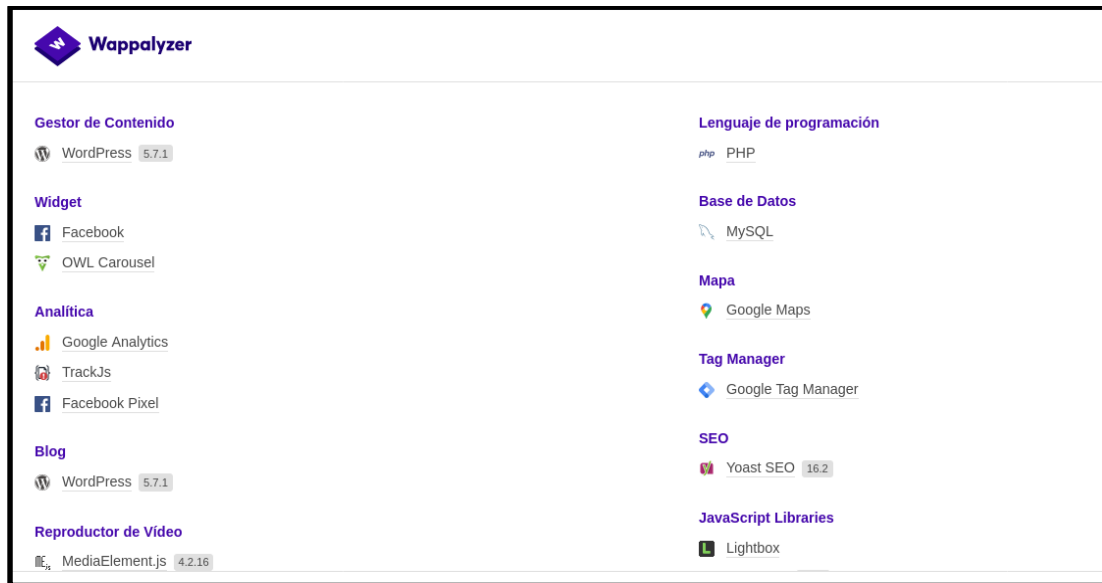 W
Wappalyzer
Gestor de Contenido
WordPress 5.7.1
Widget
Facebook
OWL Carousel
Analítica
Google Analytics
TrackJs
Facebook Pixel
Blog
WordPress 5.7.1
Reproductor de Vídeo
MediaElement.js 4.2.16
Lenguaje de programación
php PHP
Base de Datos
MySQL
Mapa
Google Maps
Tag Manager
Google Tag Manager
SEO
Yoast SEO 16.2
JavaScript Libraries
L Lightbox